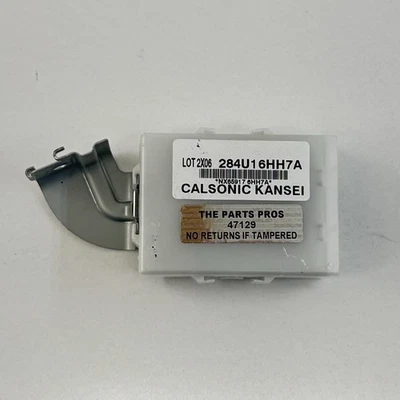 LOT 2X06 284U16HH7A
*NX66917 6HH7A*
CALSONIC KANSEI
THE PARTS PROS
47129
NO RETURNS IF TAMPERED